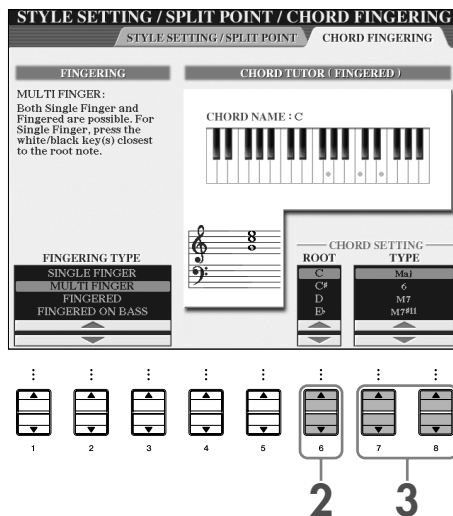 STYLE SETTING / SPLIT POINT / CHORD FINGERING
STYLE SETTING / SPLIT POINT
CHORD FINGERING
FINGERING
MULTI FINGER:
Both Single Finger and
Fingered are possible. For
Single Finger, press the
white/black key(s) closest
to the root note.
CHORD TUTOR ( FINGERED )
CHORD NAME : C
FINGERING TYPE
SINGLE FINGER
MULTI FINGER
FINGERED
FINGERED ON BASS
CHORD SETTING
ROOT TYPE
C Maj
C# 6
D M7
E♭ M7#11
1 2 3 4 5 6 7 8
2 3